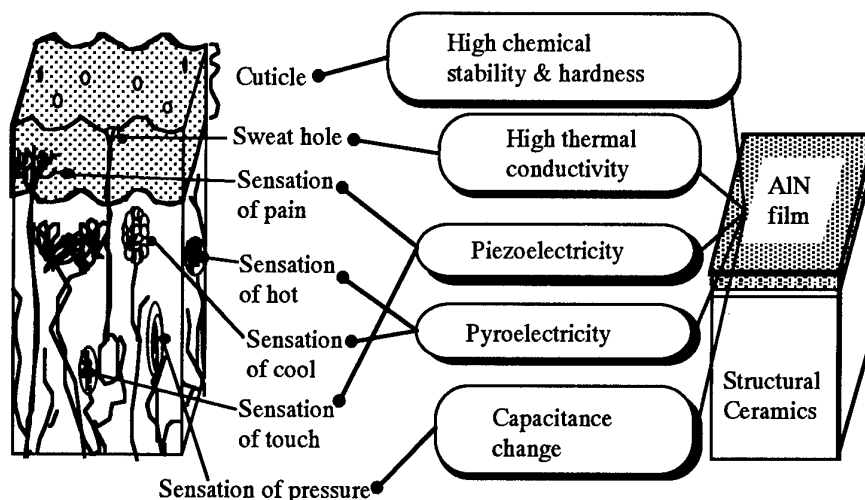 Cuticle
Sweat hole
Sensation
of pain
Sensation
of hot
Sensation
of cool
Sensation
of touch
Sensation of pressure
High chemical
stability & hardness
High thermal
conductivity
Piezoelectricity
Pyroelectricity
Capacitance
change
AlN
film
Structural
Ceramics